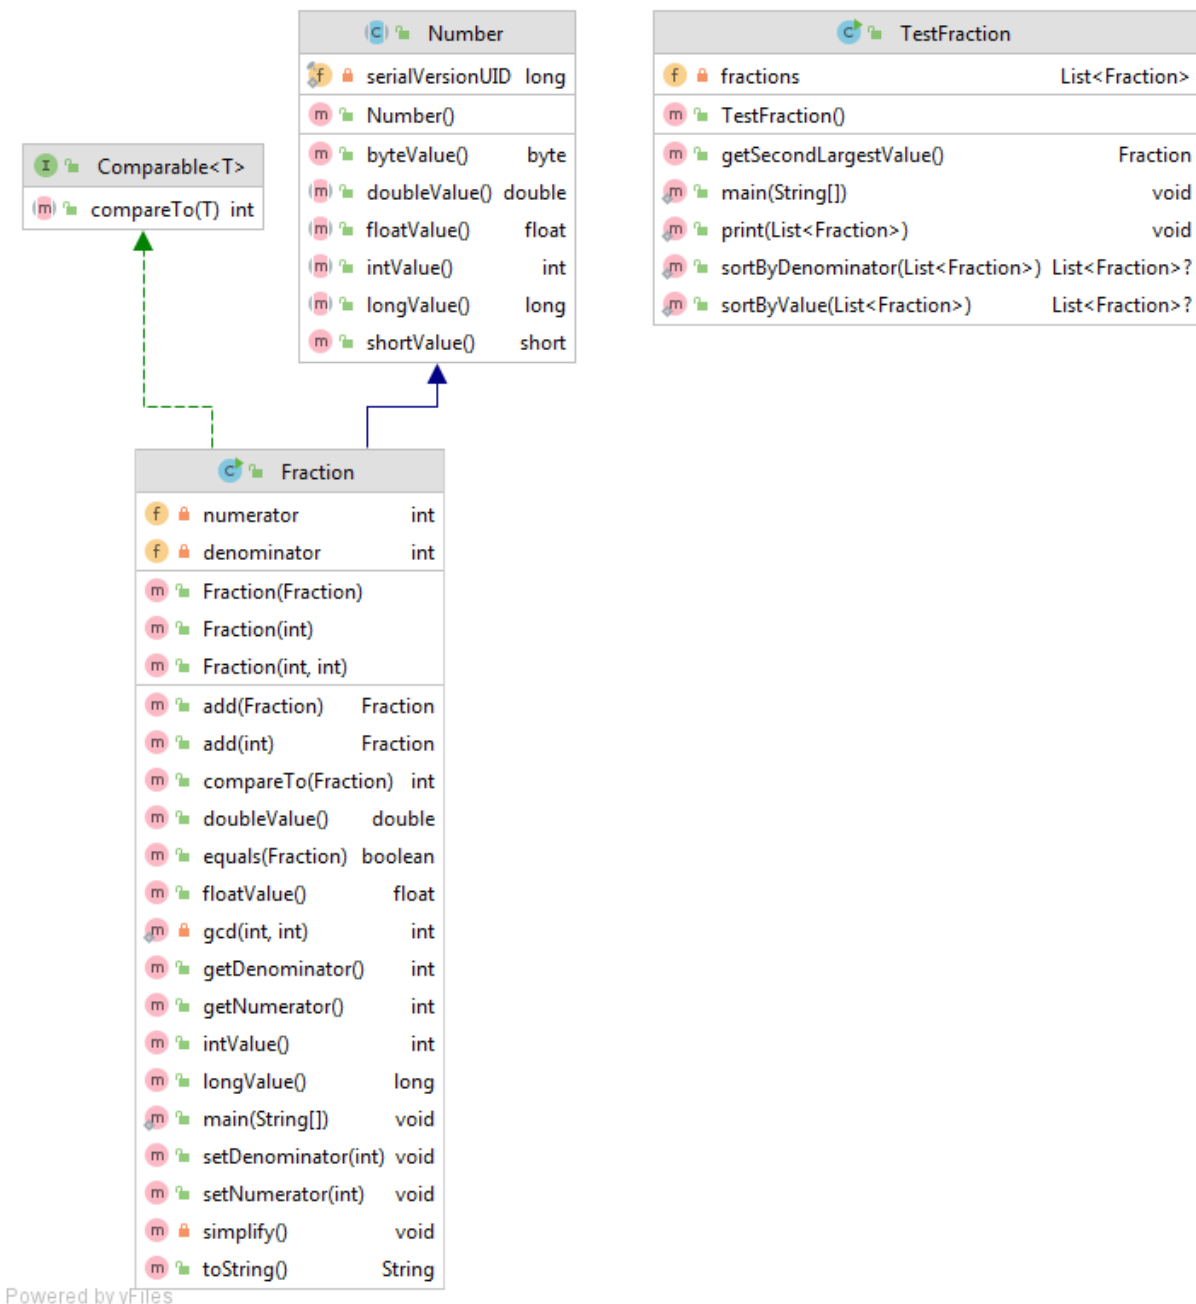 Number
serialVersionUID long
Number()
byteValue() byte
doubleValue() double
floatValue() float
intValue() int
longValue() long
shortValue() short
TestFraction
fractions List<Fraction>
TestFraction()
getSecondLargestValue() Fraction
main(String[]) void
print(List<Fraction>) void
sortByDenominator(List<Fraction>) List<Fraction>?
sortByValue(List<Fraction>) List<Fraction>?
Comparable<T>
compareTo(T) int
Fraction
numerator int
denominator int
Fraction(Fraction)
Fraction(int)
Fraction(int, int)
add(Fraction) Fraction
add(int) Fraction
compareTo(Fraction) int
doubleValue() double
equals(Fraction) boolean
floatValue() float
gcd(int, int) int
getDenominator() int
getNumerator() int
intValue() int
longValue() long
main(String[]) void
setDenominator(int) void
setNumerator(int) void
simplify() void
toString() String
Powered by yFiles